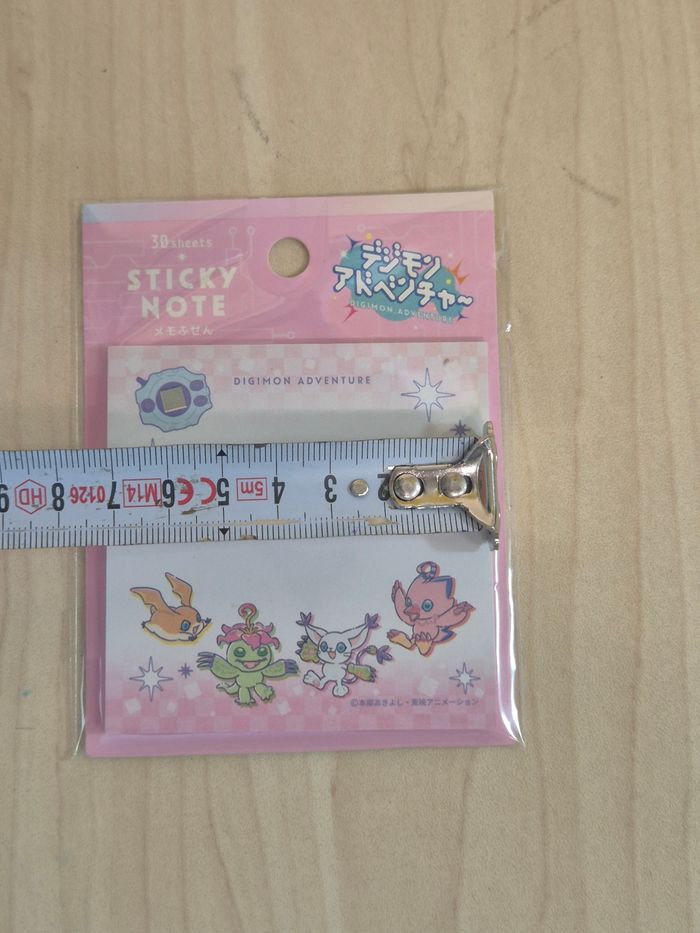 30sheets
STICKY
NOTE
メモふせん
デジモン
アドベンチャ〜
DIGIMON ADVENTURE
DIGIMON ADVENTURE
9 HD 8 0126 7 M14 6 CE 5 5m 4 3 2
©本郷あきよし・東映アニメーション